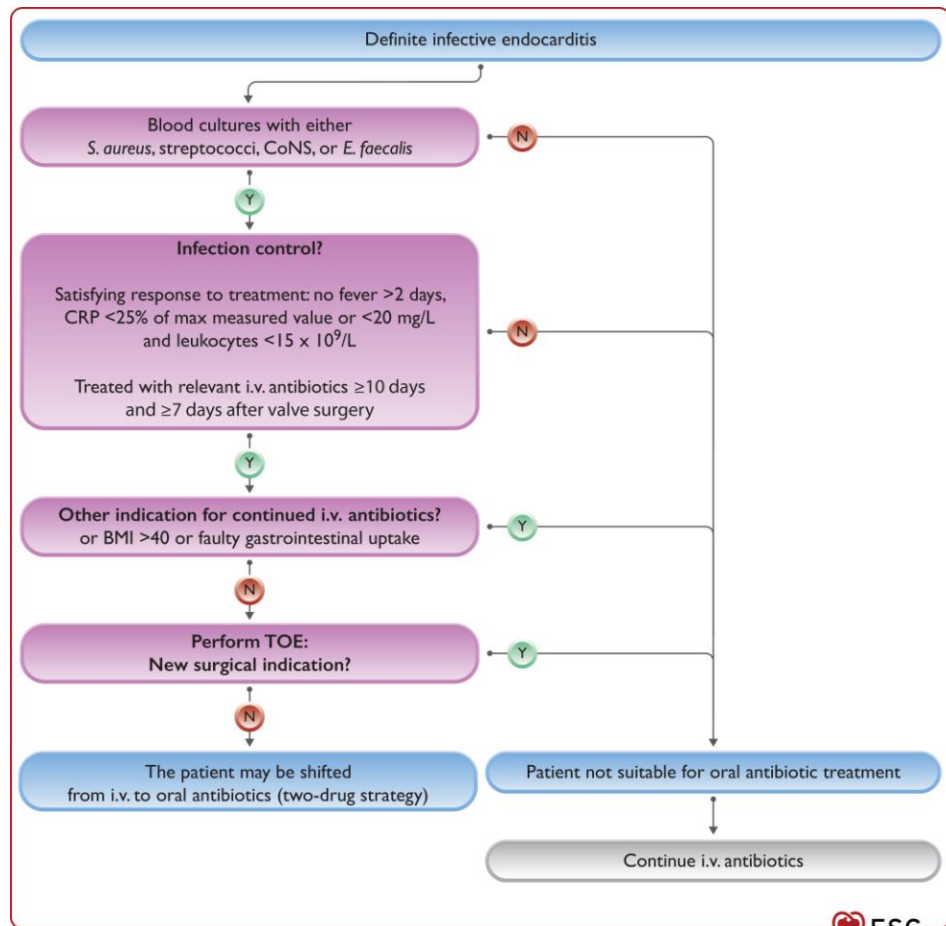 Definite infective endocarditis
Blood cultures with either
S. aureus, streptococci, CoNS, or E. faecalis
N
Y
Infection control?
Satisfying response to treatment: no fever >2 days,
CRP <25% of max measured value or <20 mg/L
and leukocytes <15 x 10⁹/L
N
Treated with relevant i.v. antibiotics ≥10 days
and ≥7 days after valve surgery
Y
Other indication for continued i.v. antibiotics?
or BMI >40 or faulty gastrointestinal uptake
Y
N
Perform TOE:
New surgical indication?
Y
N
The patient may be shifted
from i.v. to oral antibiotics (two-drug strategy)
Patient not suitable for oral antibiotic treatment
Continue i.v. antibiotics
ESC